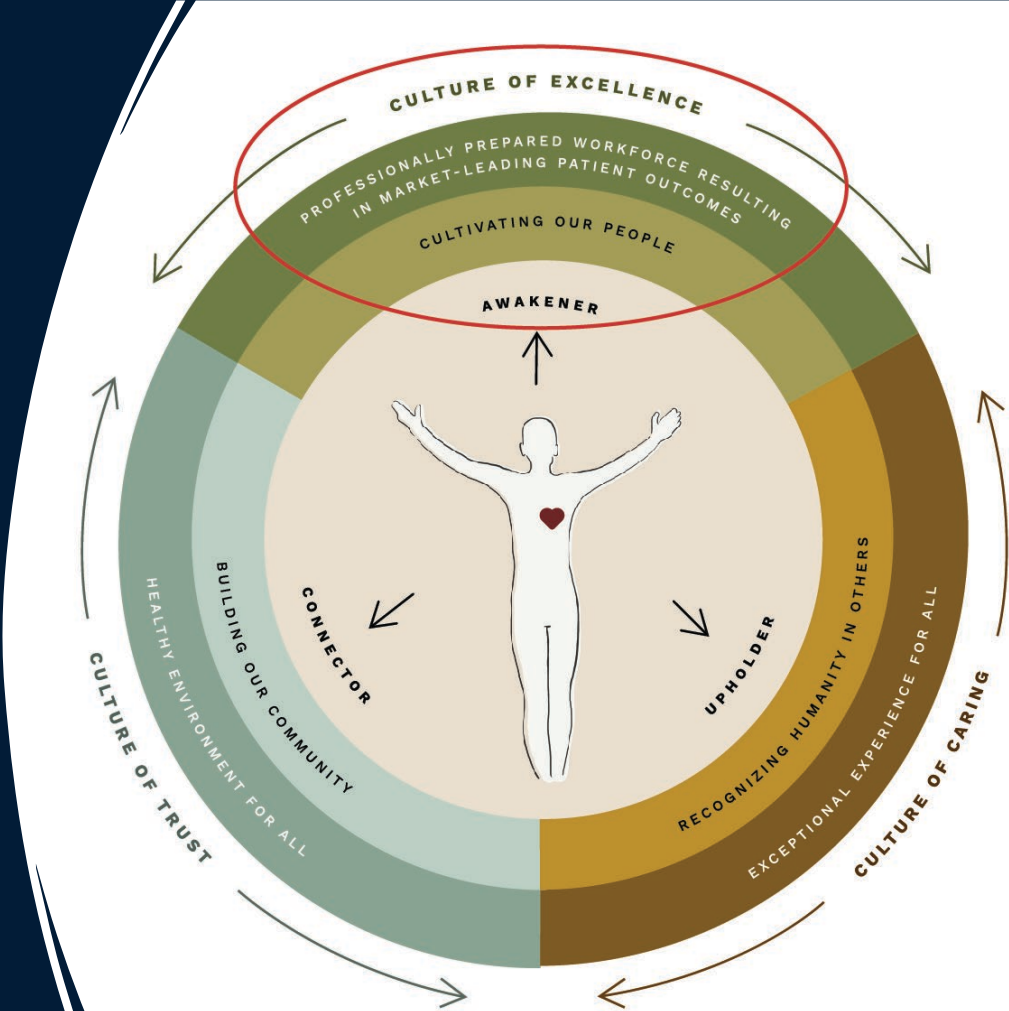 CULTURE OF EXCELLENCE
PROFESSIONALLY PREPARED WORKFORCE RESULTING
IN MARKET-LEADING PATIENT OUTCOMES
CULTIVATING OUR PEOPLE
AWAKENER
CONNECTOR
BUILDING OUR COMMUNITY
HEALTHY ENVIRONMENT FOR ALL
CULTURE OF TRUST
UPHOLDER
RECOGNIZING HUMANITY IN OTHERS
EXCEPTIONAL EXPERIENCE FOR ALL
CULTURE OF CARING